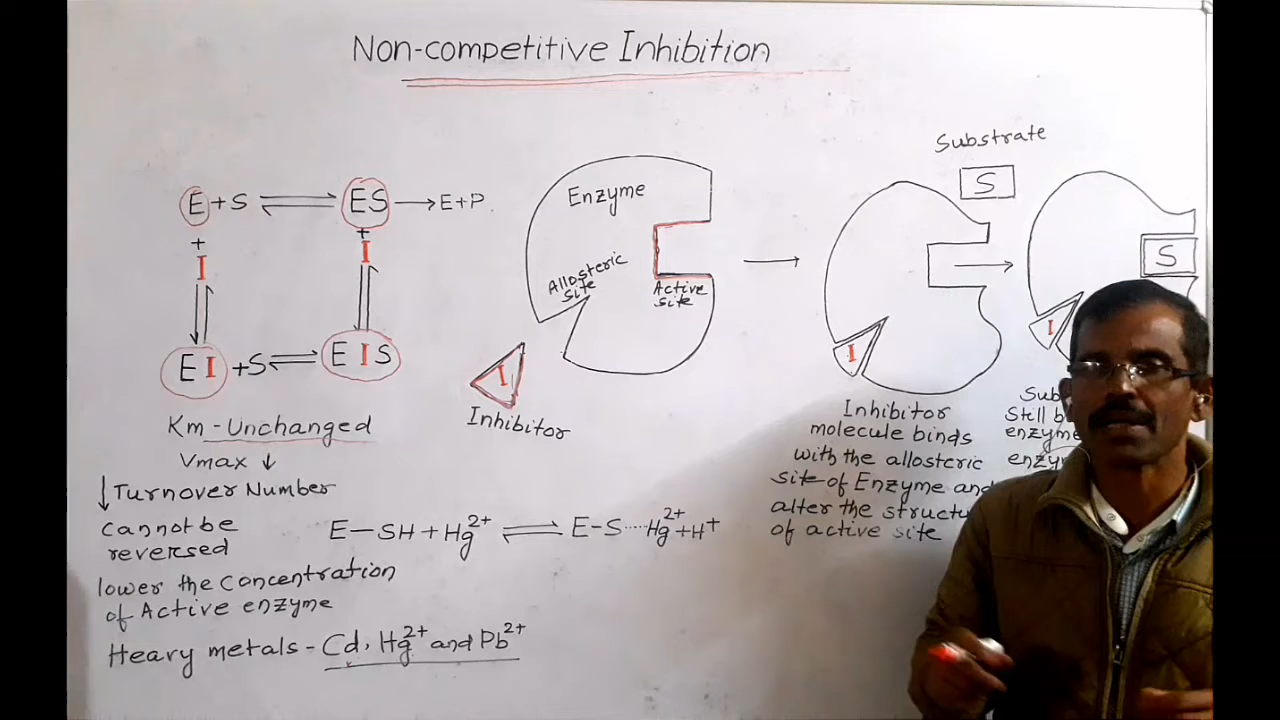 Non-competitive Inhibition
E+S ⇌ ES → E+P
+ +
I I
EI +S ⇌ EIS
Km -Unchanged
Vmax ↓
↓ Turnover Number
cannot be
reversed
lower the concentration
of Active enzyme
Heavy metals - Cd, Hg2+ and Pb2+
E-SH + Hg2+ ⇌ E-S.....Hg2+ + H+
Enzyme
Allosteric
site
Active
site
I
Inhibitor
Substrate
S
I
Inhibitor
molecule binds
with the allosteric
site of Enzyme and
alter the
of active site
S
I
Still
enzyme